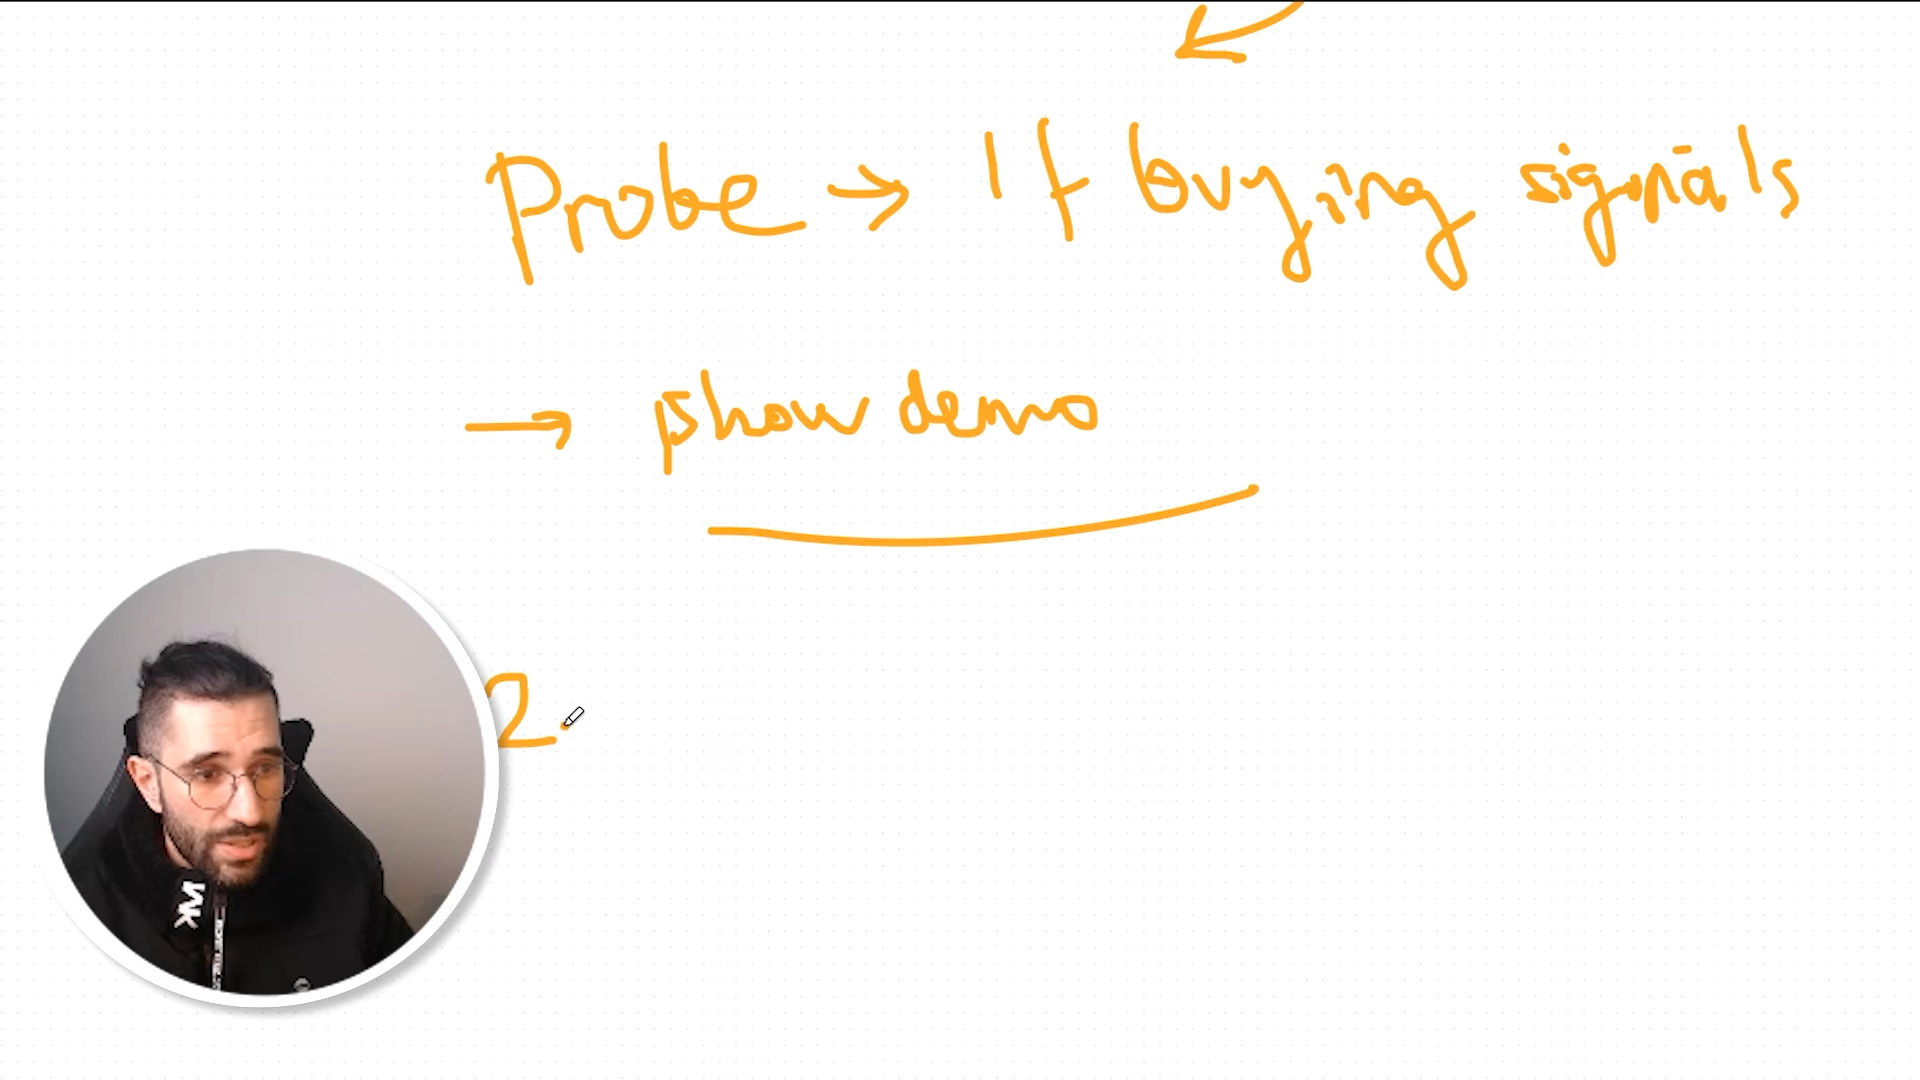 Probe → If buying signals
→ show demo
2.